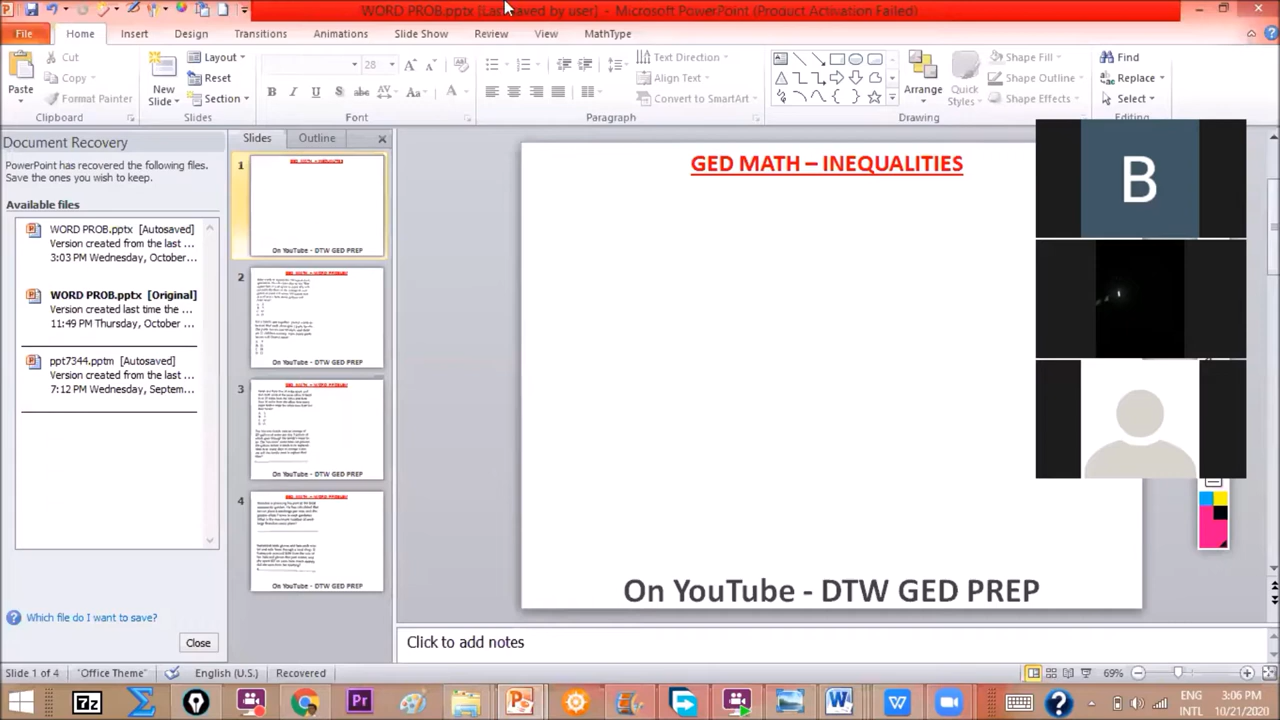 WORD PROB.pptx [Last saved by user] - Microsoft PowerPoint (Product Activation Failed)
File Home Insert Design Transitions Animations Slide Show Review View MathType
Cut
Copy
Format Painter
Paste
Clipboard
New
Slide
Layout
Reset
Section
Slides
28
Font
Text Direction
Align Text
Convert to SmartArt
Paragraph
Arrange
Quick
Styles
Shape Fill
Shape Outline
Shape Effects
Drawing
Find
Replace
Select
Editing
Document Recovery
PowerPoint has recovered the following files.
Save the ones you wish to keep.
Available files
WORD PROB.pptx [Autosaved]
Version created from the last ...
3:03 PM Wednesday, October...
WORD PROB.pptx [Original]
Version created last time the ...
11:49 PM Thursday, October ...
ppt7344.pptm [Autosaved]
Version created from the last ...
7:12 PM Wednesday, Septem...
Which file do I want to save?
Close
Slides Outline
1
GED MATH – INEQUALITIES
On YouTube - DTW GED PREP
2
On YouTube - DTW GED PREP
3
On YouTube - DTW GED PREP
4
On YouTube - DTW GED PREP
GED MATH – INEQUALITIES
On YouTube - DTW GED PREP
B
Click to add notes
Slide 1 of 4 "Office Theme" English (U.S.) Recovered 69%
ENG
INTL
3:06 PM
10/21/2020